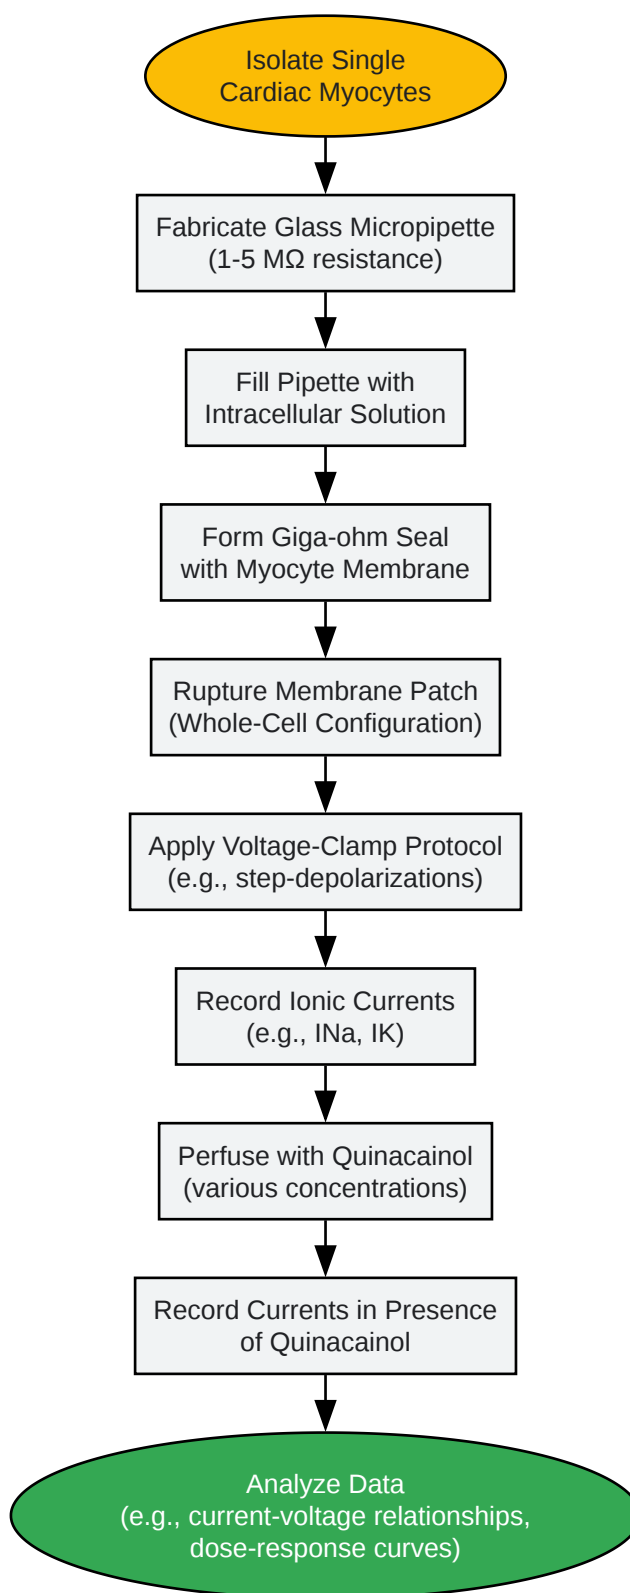 Isolate Single
Cardiac Myocytes
Fabricate Glass Micropipette
(1-5 MΩ resistance)
Fill Pipette with
Intracellular Solution
Form Giga-ohm Seal
with Myocyte Membrane
Rupture Membrane Patch
(Whole-Cell Configuration)
Apply Voltage-Clamp Protocol
(e.g., step-depolarizations)
Record Ionic Currents
(e.g., INa, IK)
Perfuse with Quinacainol
(various concentrations)
Record Currents in Presence
of Quinacainol
Analyze Data
(e.g., current-voltage relationships,
dose-response curves)